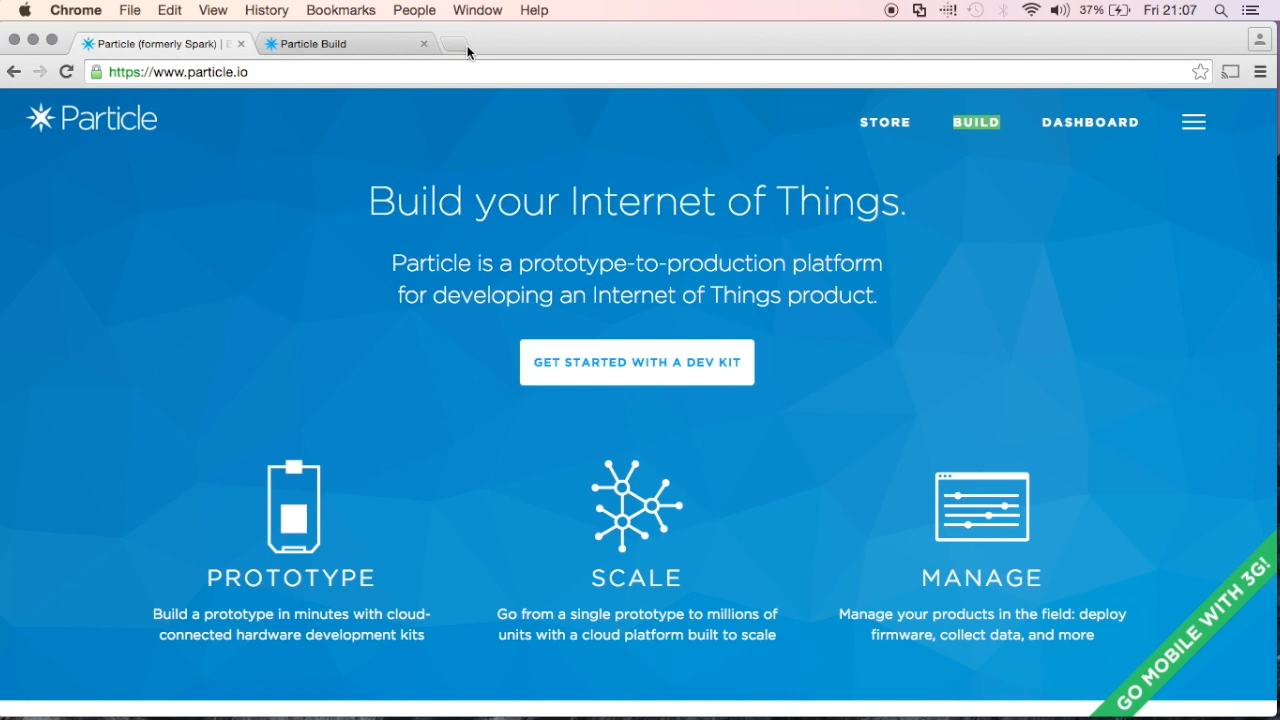 Chrome File Edit View History Bookmarks People Window Help 37% Fri 21:07
Particle (formerly Spark) | E
Particle Build
https://www.particle.io
Particle
STORE BUILD DASHBOARD
Build your Internet of Things.
Particle is a prototype-to-production platform
for developing an Internet of Things product.
GET STARTED WITH A DEV KIT
PROTOTYPE
Build a prototype in minutes with cloud-
connected hardware development kits
SCALE
Go from a single prototype to millions of
units with a cloud platform built to scale
MANAGE
Manage your products in the field: deploy
firmware, collect data, and more
GO MOBILE WITH 3G!